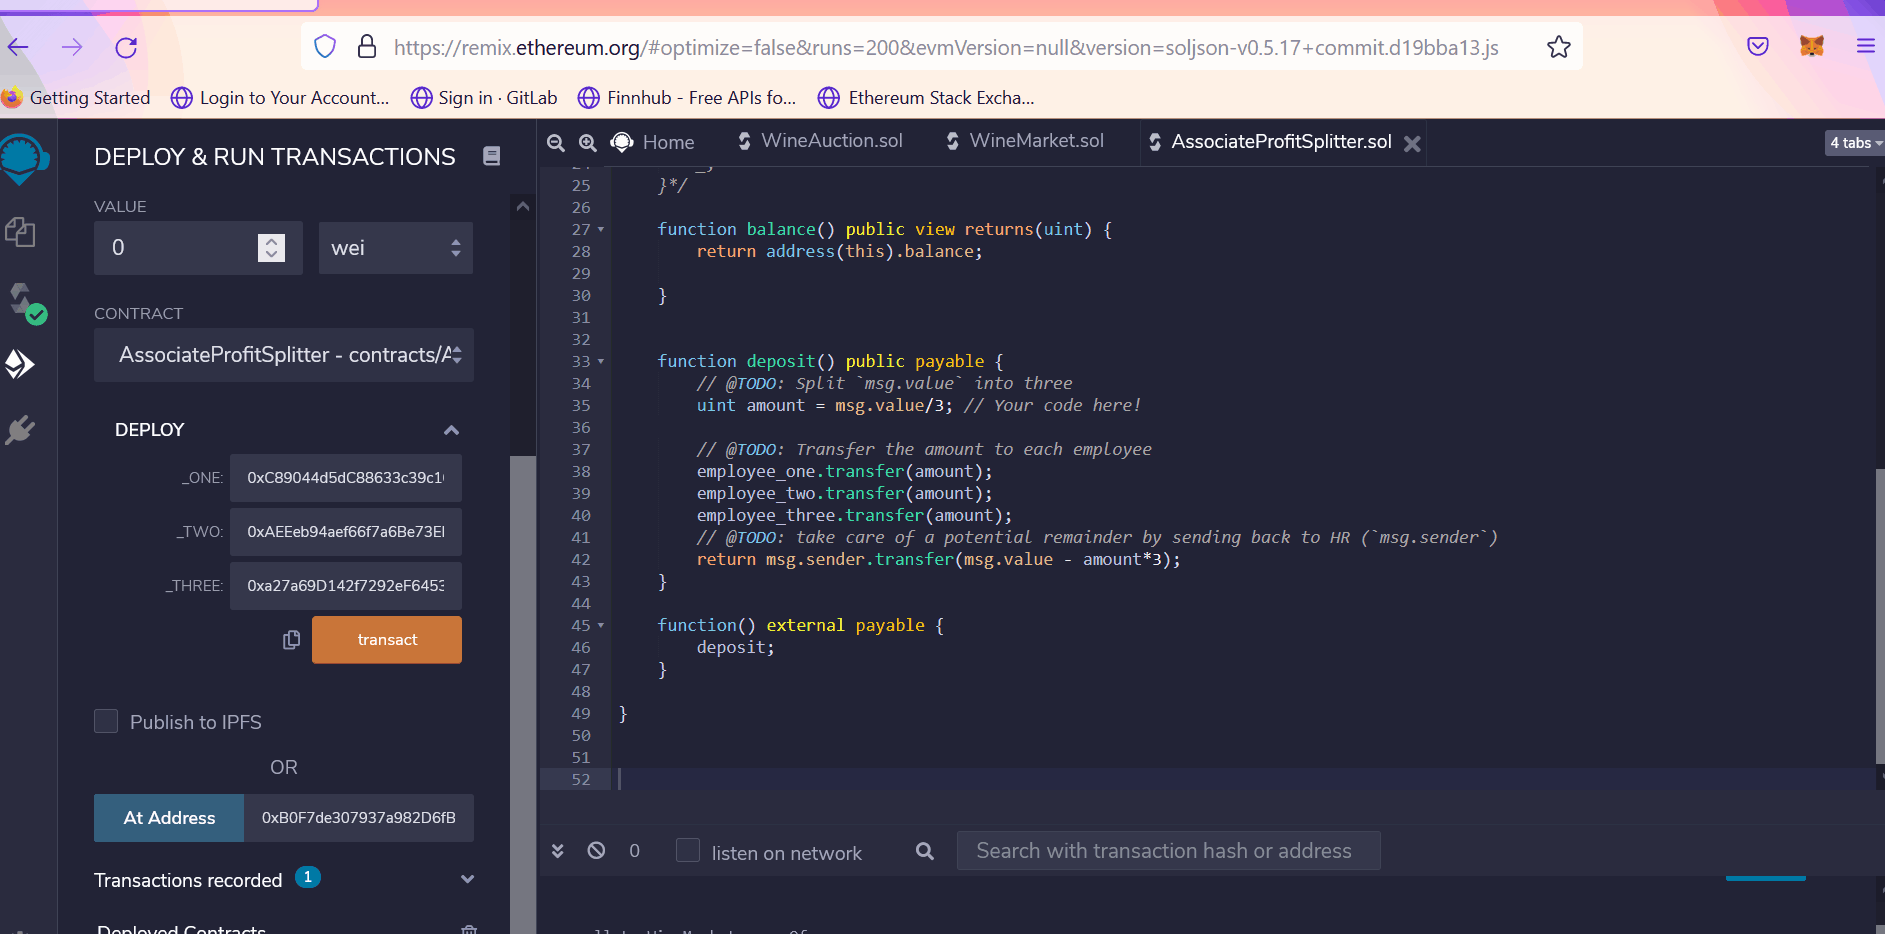 https://remix.ethereum.org/#optimize=false&runs=200&evmVersion=null&version=soljson-v0.5.17+commit.d19bba13.js
Getting Started Login to Your Account... Sign in · GitLab Finnhub - Free APIs fo... Ethereum Stack Excha...
DEPLOY & RUN TRANSACTIONS
VALUE
0 wei
CONTRACT
AssociateProfitSplitter - contracts/A
DEPLOY
_ONE: 0xC89044d5dC88633c39c1
_TWO: 0xAEEeb94aef66f7a6Be73E
_THREE: 0xa27a69D142f7292eF6453
transact
Publish to IPFS
OR
At Address 0xB0F7de307937a982D6fB
Transactions recorded 1
Deployed Contracts
Home WineAuction.sol WineMarket.sol AssociateProfitSplitter.sol 4 tabs
25 }*/
26
27 function balance() public view returns(uint) {
28 return address(this).balance;
29
30 }
31
32
33 function deposit() public payable {
34 // @TODO: Split `msg.value` into three
35 uint amount = msg.value/3; // Your code here!
36
37 // @TODO: Transfer the amount to each employee
38 employee_one.transfer(amount);
39 employee_two.transfer(amount);
40 employee_three.transfer(amount);
41 // @TODO: take care of a potential remainder by sending back to HR (`msg.sender`)
42 return msg.sender.transfer(msg.value - amount*3);
43 }
44
45 function() external payable {
46 deposit;
47 }
48
49 }
50
51
52
0 listen on network Search with transaction hash or address